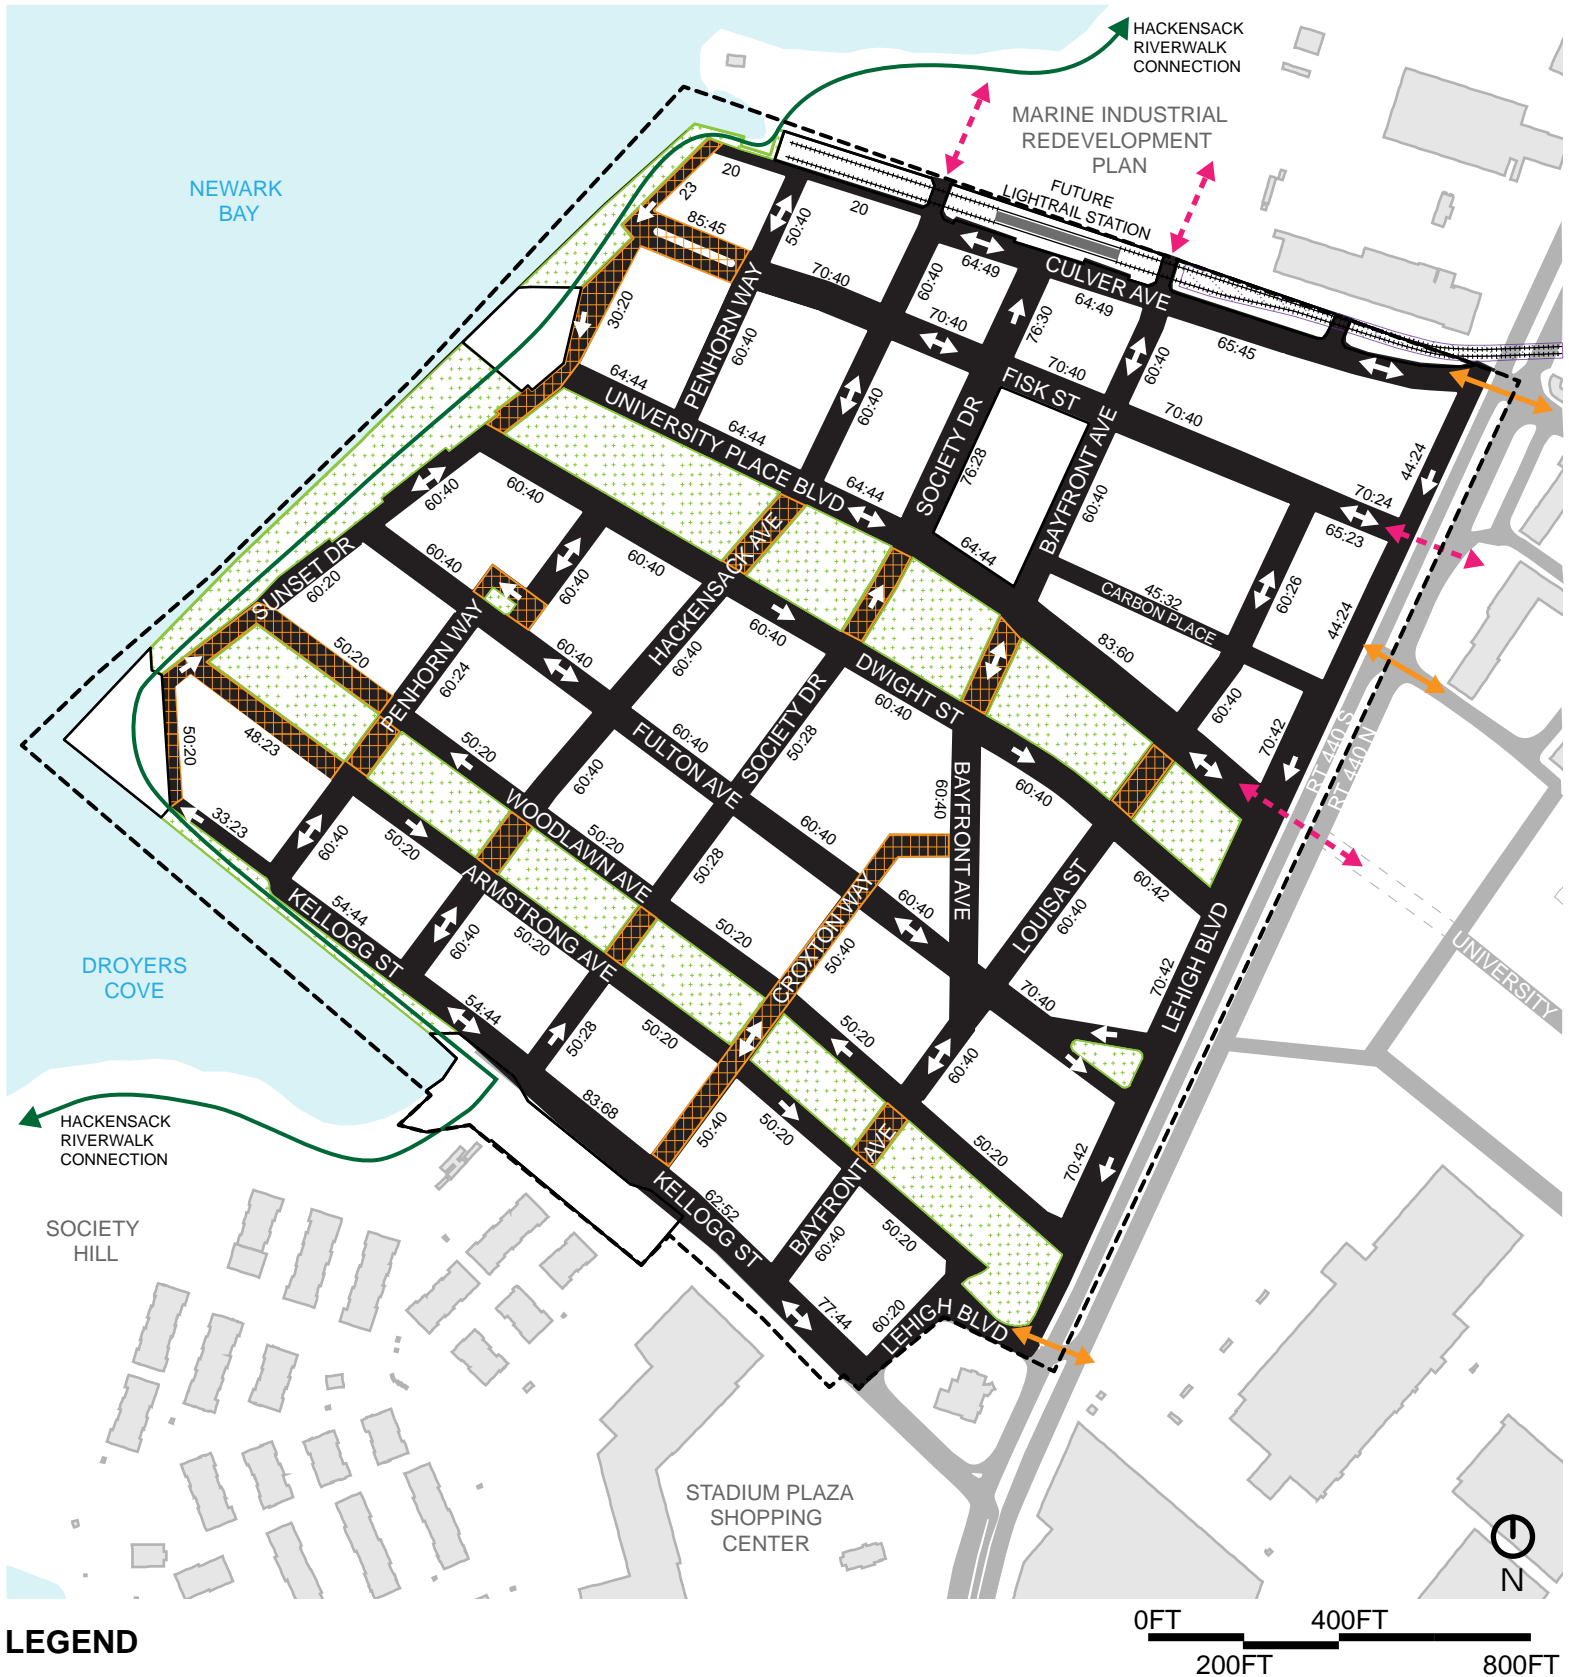 HACKENSACK
RIVERWALK
CONNECTION
MARINE INDUSTRIAL
REDEVELOPMENT
PLAN
NEWARK
BAY
FUTURE
LIGHTRAIL STATION
20
23
85:45
50:40
20
70:40
60:40
64:49
CULVER AVE
64:49
70:40
76:30
70:40
60:40
65:45
70:40
44:24
70:24
65:23
30:20
64:44
PENHORN WAY
60:40
64:44
60:40
64:44
FISK ST
SOCIETY DR
76:28
64:44
BAYFRONT AVE
60:40
45:32
CARBON PLACE
60:26
44:24
83:60
60:40
70:42
UNIVERSITY PLACE BLVD
60:40
60:40
60:40
SUNSET DR
60:20
50:20
PENHORN WAY
60:24
50:20
60:40
60:40
60:40
HACKENSACK AVE
60:40
60:40
60:40
DWIGHT ST
60:40
FULTON AVE
SOCIETY DR
50:28
60:40
BAYFRONT AVE
60:40
60:40
RT 440 S
RT 440 N
50:20
48:23
33:23
60:40
50:20
54:44
KELLOGG ST
WOODLAWN AVE
60:40
50:20
50:28
50:20
ARMSTRONG AVE
60:40
50:20
54:44
50:28
50:20
83:68
CROXTON WAY
60:40
50:40
50:20
LOUISA ST
60:40
60:42
70:42
70:40
LEHIGH BLVD
UNIVERSITY
60:40
50:20
70:42
50:40
50:20
62:52
KELLOGG ST
BAYFRONT AVE
60:40
50:20
77:44
60:20
LEHIGH BLVD
DROYERS
COVE
HACKENSACK
RIVERWALK
CONNECTION
SOCIETY
HILL
STADIUM PLAZA
SHOPPING
CENTER
N
LEGEND
0FT
400FT
200FT
800FT